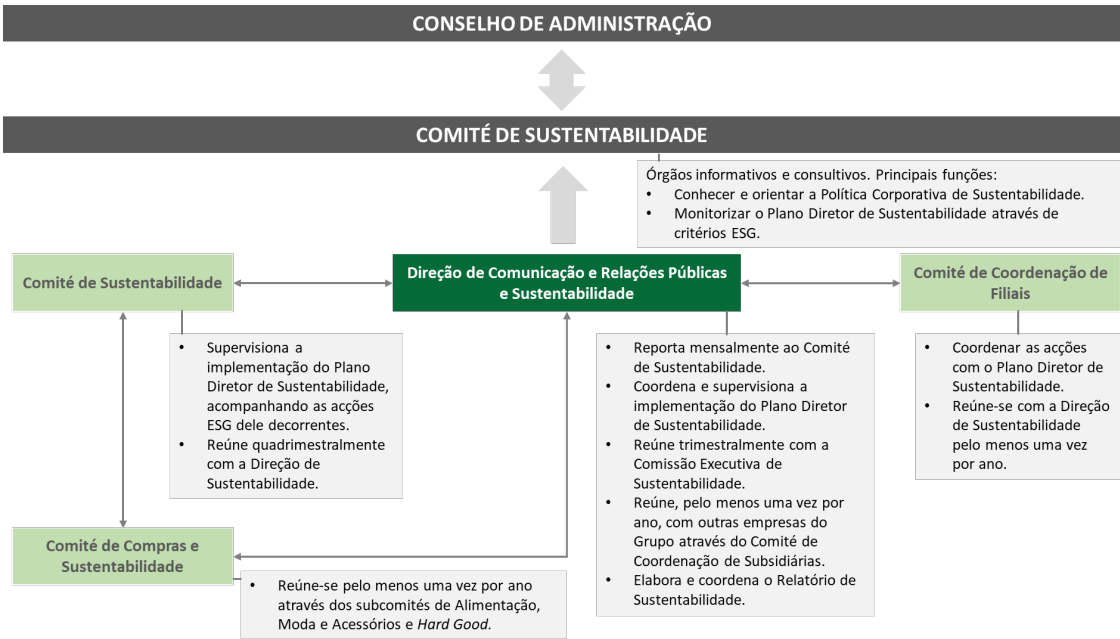 CONSELHO DE ADMINISTRAÇÃO
COMITÉ DE SUSTENTABILIDADE
Órgãos informativos e consultivos. Principais funções:
• Conhecer e orientar a Política Corporativa de Sustentabilidade.
• Monitorizar o Plano Diretor de Sustentabilidade através de
critérios ESG.
Comité de Sustentabilidade
Direção de Comunicação e Relações Públicas
e Sustentabilidade
Comité de Coordenação de
Filiais
• Supervisiona a
implementação do Plano
Diretor de Sustentabilidade,
acompanhando as acções
ESG dele decorrentes.
• Reúne quadrimestralmente
com a Direção de
Sustentabilidade.
• Reporta mensalmente ao Comité
de Sustentabilidade.
• Coordena e supervisiona a
implementação do Plano Diretor
de Sustentabilidade.
• Reúne trimestralmente com a
Comissão Executiva de
Sustentabilidade.
• Reúne, pelo menos uma vez por
ano, com outras empresas do
Grupo através do Comité de
Coordenação de Subsidiárias.
• Elabora e coordena o Relatório de
Sustentabilidade.
• Coordenar as acções
com o Plano Diretor de
Sustentabilidade.
• Reúne-se com a Direção
de Sustentabilidade
pelo menos uma vez
por ano.
Comité de Compras e
Sustentabilidade
• Reúne-se pelo menos uma vez por ano
através dos subcomités de Alimentação,
Moda e Acessórios e Hard Good.